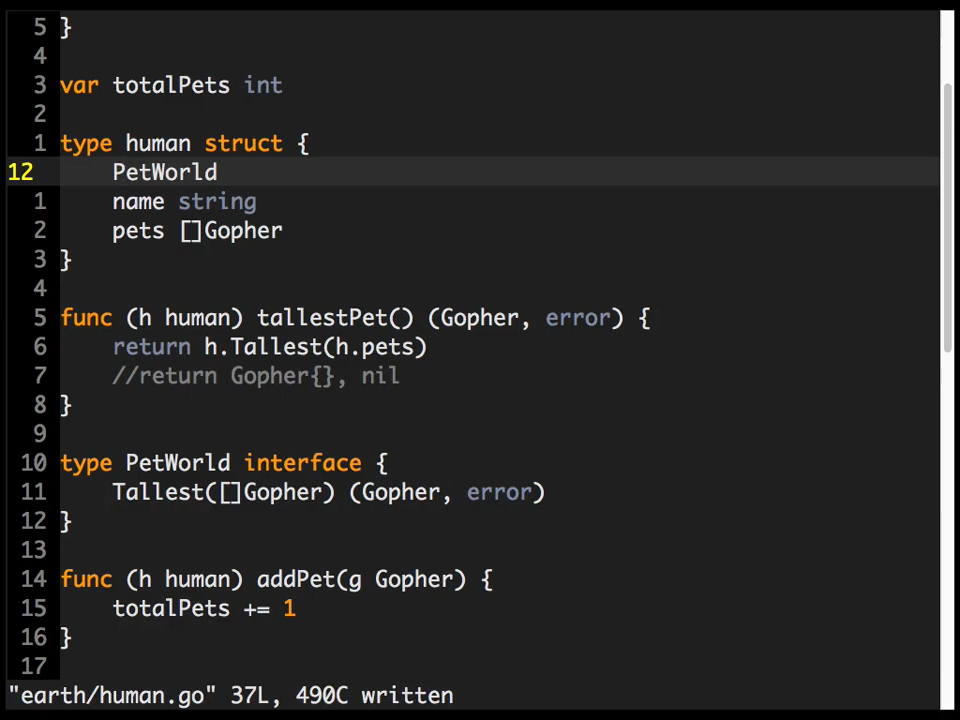 5 }
4
3 var totalPets int
2
1 type human struct {
12 PetWorld
1 name string
2 pets []Gopher
3 }
4
5 func (h human) tallestPet() (Gopher, error) {
6 return h.Tallest(h.pets)
7 //return Gopher{}, nil
8 }
9
10 type PetWorld interface {
11 Tallest([]Gopher) (Gopher, error)
12 }
13
14 func (h human) addPet(g Gopher) {
15 totalPets += 1
16 }
17
"earth/human.go" 37L, 490C written